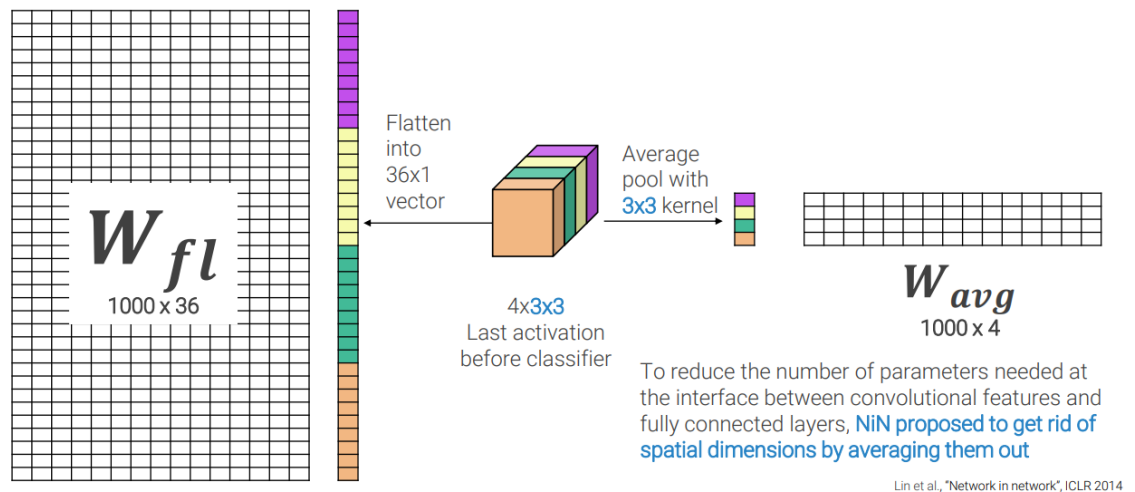 W fl
1000 x 36
Flatten
into
36x1
vector
4x3x3
Last activation
before classifier
Average
pool with
3x3 kernel
W avg
1000 x 4
To reduce the number of parameters needed at
the interface between convolutional features and
fully connected layers, NiN proposed to get rid of
spatial dimensions by averaging them out
Lin et al., “Network in network”, ICLR 2014